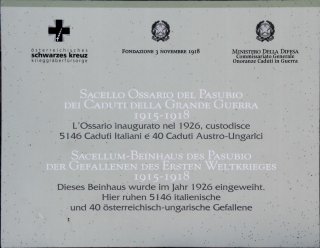 österreichisches
schwarzes kreuz
kriegsgräberfürsorge
FONDAZIONE 3 NOVEMBRE 1918
MINISTERO DELLA DIFESA
Commissariato Generale
Onoranze Caduti in Guerra
SACELLO OSSARIO DEL PASUBIO
DEI CADUTI DELLA GRANDE GUERRA
1915-1918
L'Ossario inaugurato nel 1926, custodisce
5146 Caduti Italiani e 40 Caduti Austro-Ungarici
SACELLUM-BEINHAUS DES PASUBIO
DER GEFALLENEN DES ERSTEN WELTKRIEGES
1915-1918
Dieses Beinhaus wurde im Jahr 1926 eingeweiht.
Hier ruhen 5146 italienische
und 40 österreichisch-ungarische Gefallene